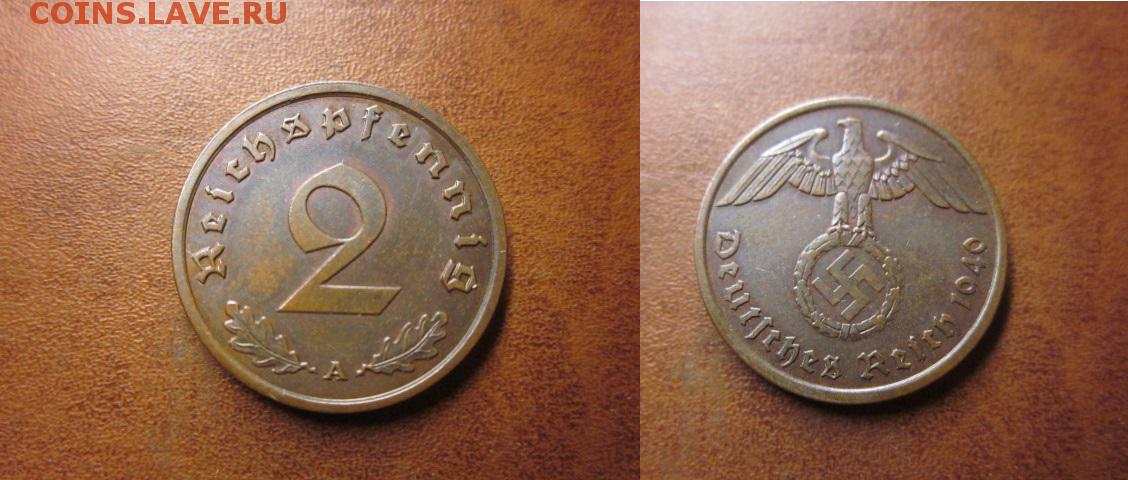 COINS.LAVE.RU
Reichspfennig
2
A
Deutsches Reich 1940